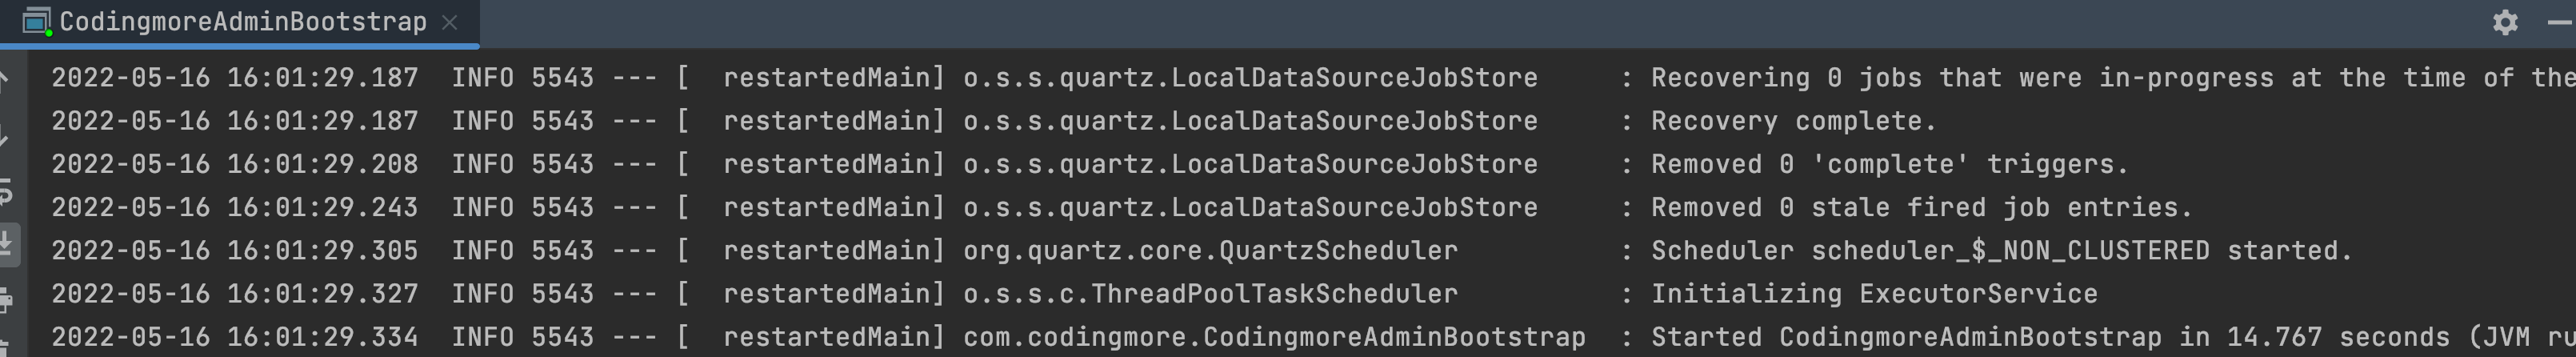 CodingmoreAdminBootstrap
2022-05-16 16:01:29.187  INFO 5543 --- [  restartedMain] o.s.s.quartz.LocalDataSourceJobStore     : Recovering 0 jobs that were in-progress at the time of the
2022-05-16 16:01:29.187  INFO 5543 --- [  restartedMain] o.s.s.quartz.LocalDataSourceJobStore     : Recovery complete.
2022-05-16 16:01:29.208  INFO 5543 --- [  restartedMain] o.s.s.quartz.LocalDataSourceJobStore     : Removed 0 'complete' triggers.
2022-05-16 16:01:29.243  INFO 5543 --- [  restartedMain] o.s.s.quartz.LocalDataSourceJobStore     : Removed 0 stale fired job entries.
2022-05-16 16:01:29.305  INFO 5543 --- [  restartedMain] org.quartz.core.QuartzScheduler          : Scheduler scheduler_$_NON_CLUSTERED started.
2022-05-16 16:01:29.327  INFO 5543 --- [  restartedMain] o.s.s.c.ThreadPoolTaskScheduler          : Initializing ExecutorService
2022-05-16 16:01:29.334  INFO 5543 --- [  restartedMain] com.codingmore.CodingmoreAdminBootstrap  : Started CodingmoreAdminBootstrap in 14.767 seconds (JVM ru